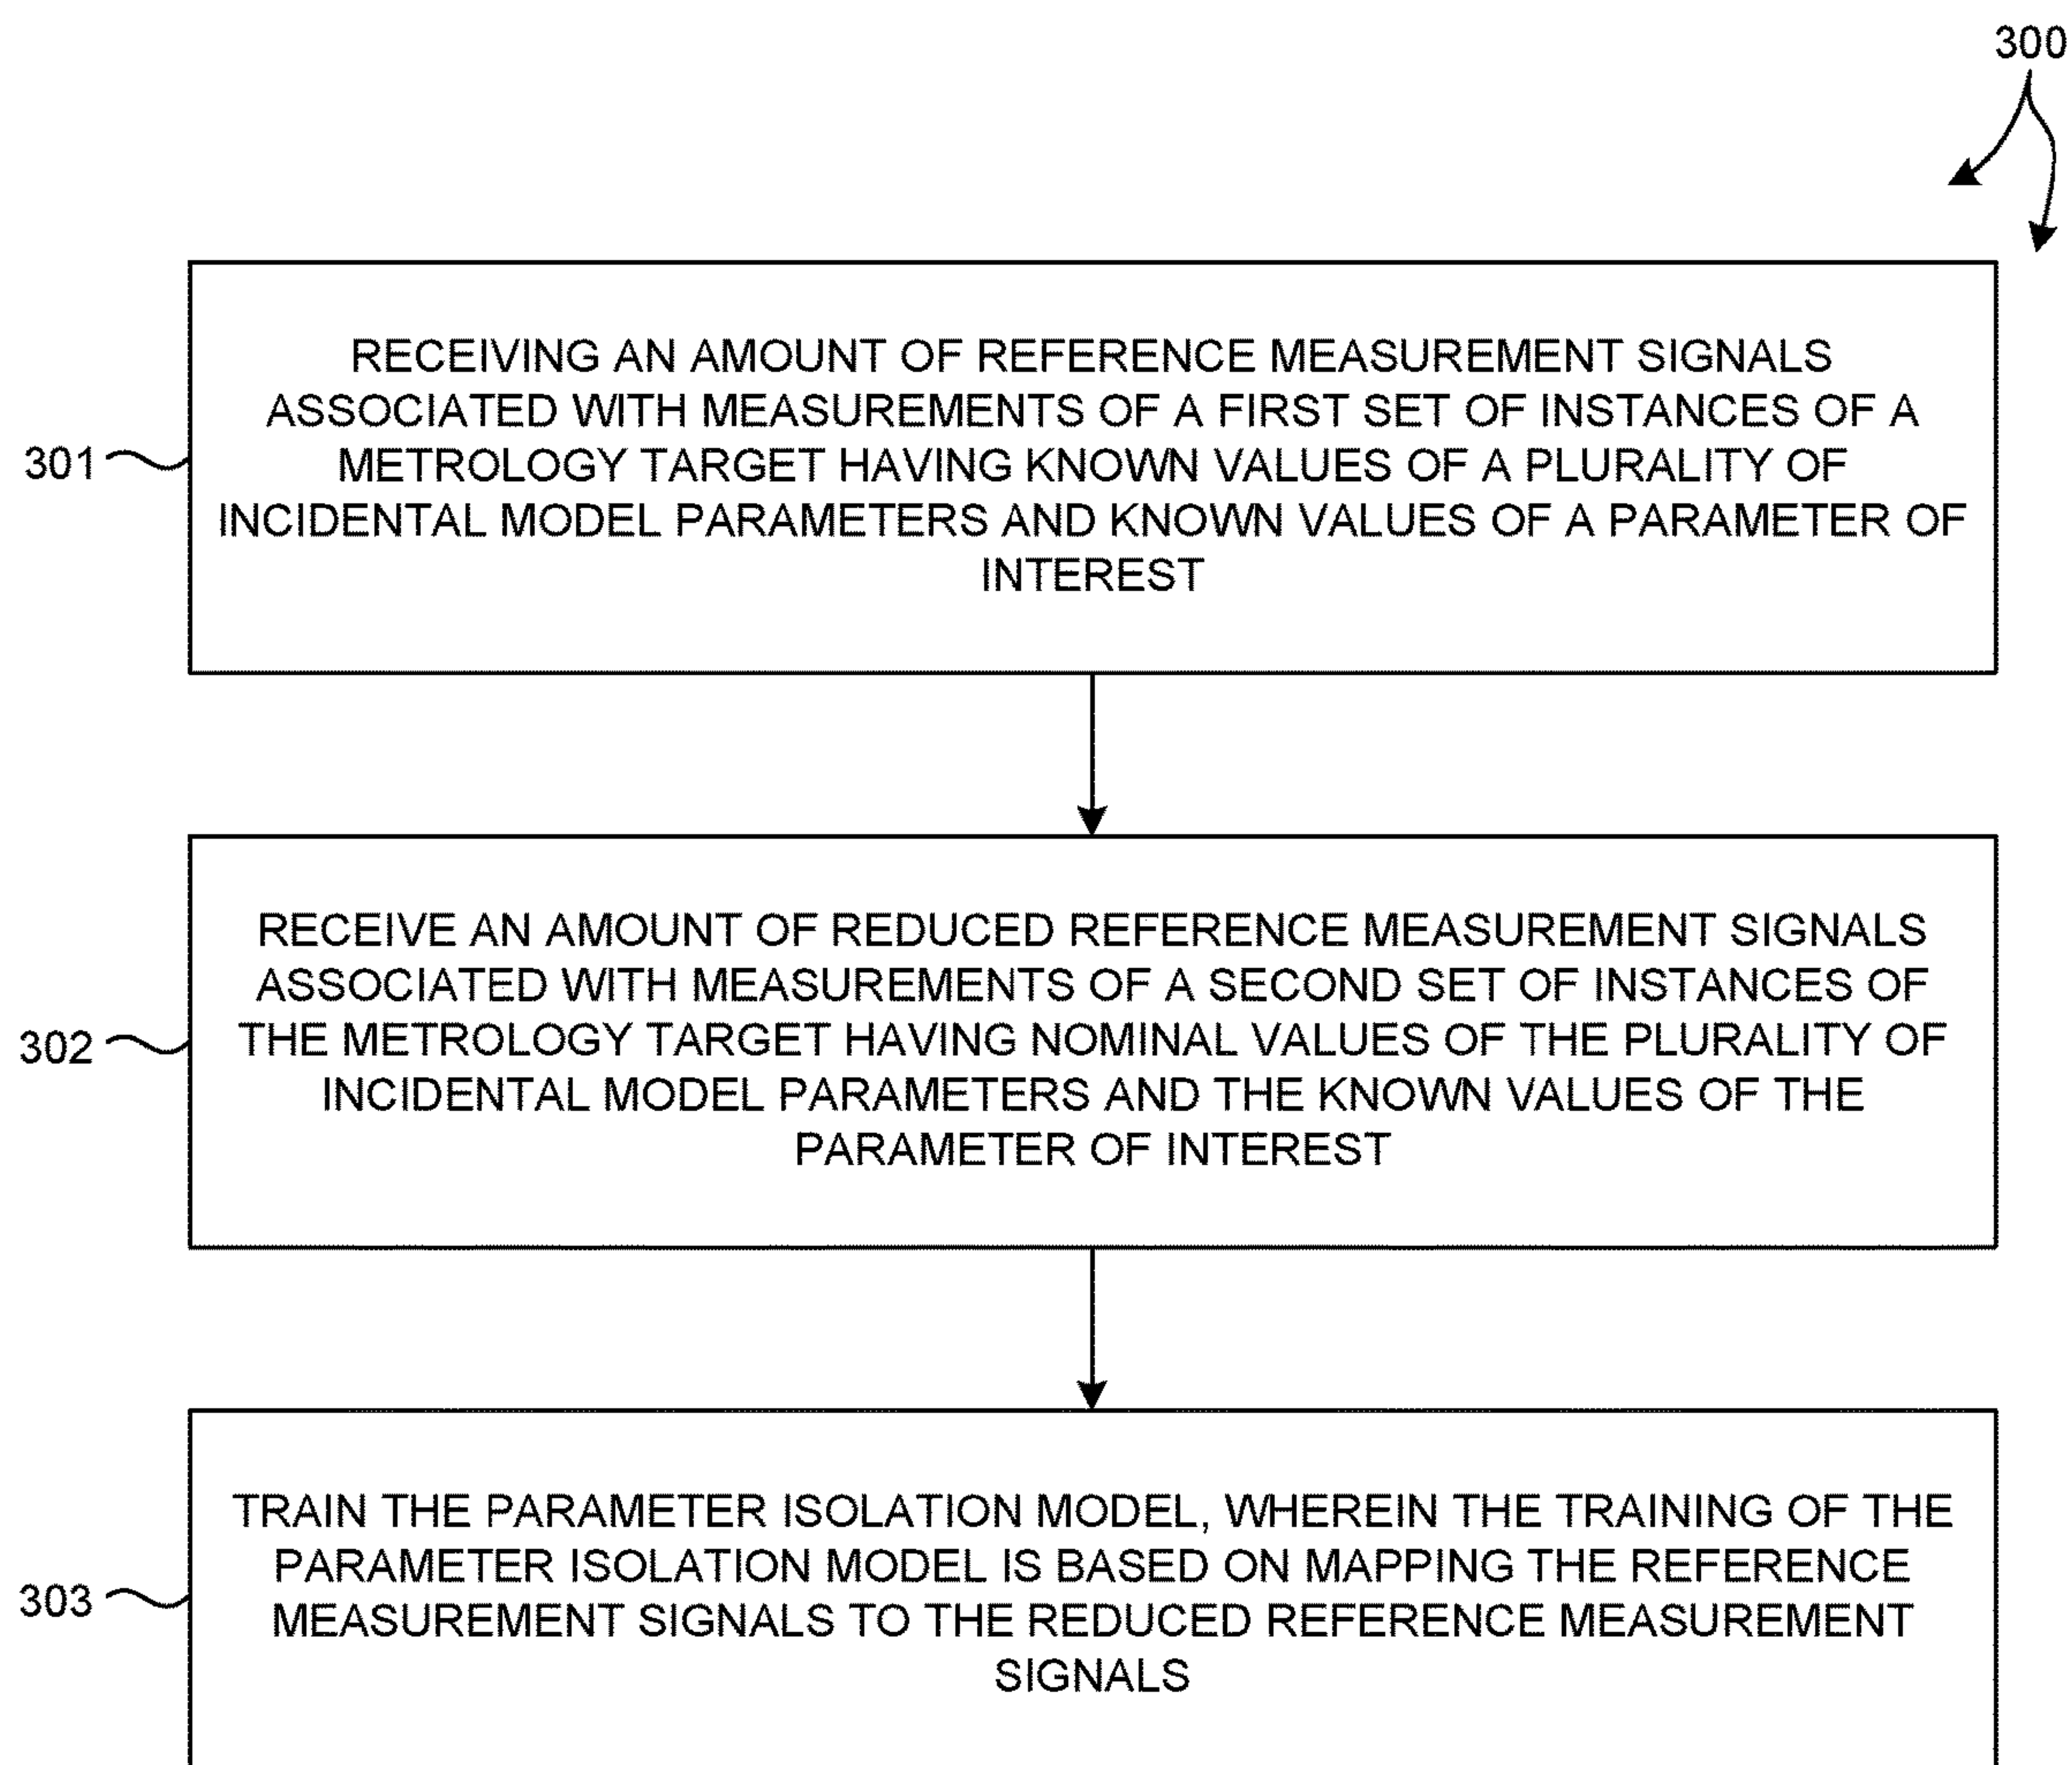 300
RECEIVING AN AMOUNT OF REFERENCE MEASUREMENT SIGNALS
ASSOCIATED WITH MEASUREMENTS OF A FIRST SET OF INSTANCES OF A
METROLOGY TARGET HAVING KNOWN VALUES OF A PLURALITY OF
INCIDENTAL MODEL PARAMETERS AND KNOWN VALUES OF A PARAMETER OF
INTEREST
301
RECEIVE AN AMOUNT OF REDUCED REFERENCE MEASUREMENT SIGNALS
ASSOCIATED WITH MEASUREMENTS OF A SECOND SET OF INSTANCES OF
THE METROLOGY TARGET HAVING NOMINAL VALUES OF THE PLURALITY OF
INCIDENTAL MODEL PARAMETERS AND THE KNOWN VALUES OF THE
PARAMETER OF INTEREST
302
TRAIN THE PARAMETER ISOLATION MODEL, WHEREIN THE TRAINING OF THE
PARAMETER ISOLATION MODEL IS BASED ON MAPPING THE REFERENCE
MEASUREMENT SIGNALS TO THE REDUCED REFERENCE MEASUREMENT
SIGNALS
303